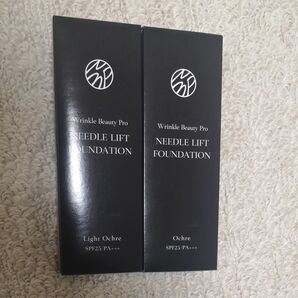 Wrinkle Beauty Pro
NEEDLE LIFT
FOUNDATION
Light Ochre
SPF25/PA+++
Wrinkle Beauty Pro
NEEDLE LIFT
FOUNDATION
Ochre
SPF25/PA+++